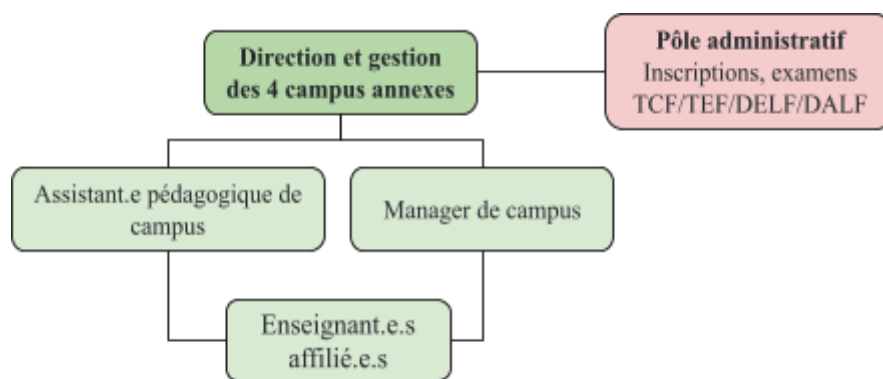 Direction et gestion
des 4 campus annexes
Pôle administratif
Inscriptions, examens
TCF/TEF/DELF/DALF
Assistant.e pédagogique de
campus
Manager de campus
Enseignant.e.s
affilié.e.s